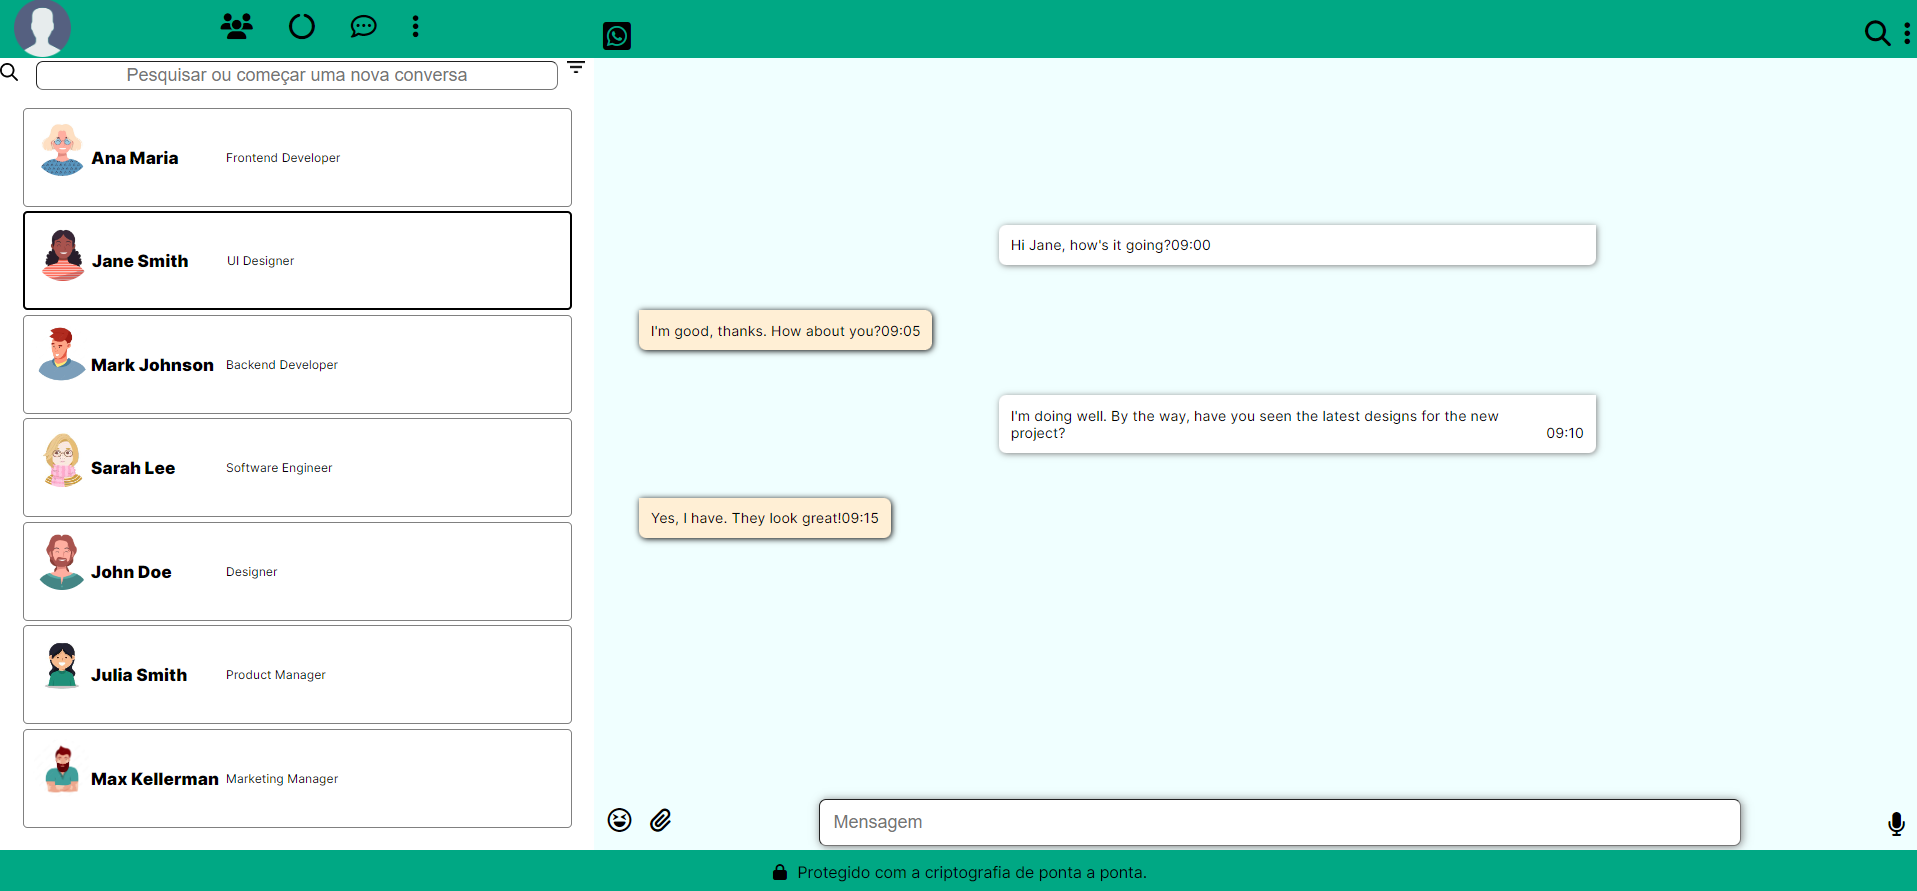 Pesquisar ou começar uma nova conversa
Ana Maria Frontend Developer
Jane Smith UI Designer
Mark Johnson Backend Developer
Sarah Lee Software Engineer
John Doe Designer
Julia Smith Product Manager
Max Kellerman Marketing Manager
Hi Jane, how's it going?09:00
I'm good, thanks. How about you?09:05
I'm doing well. By the way, have you seen the latest designs for the new
project? 09:10
Yes, I have. They look great!09:15
Mensagem
Protegido com a criptografia de ponta a ponta.